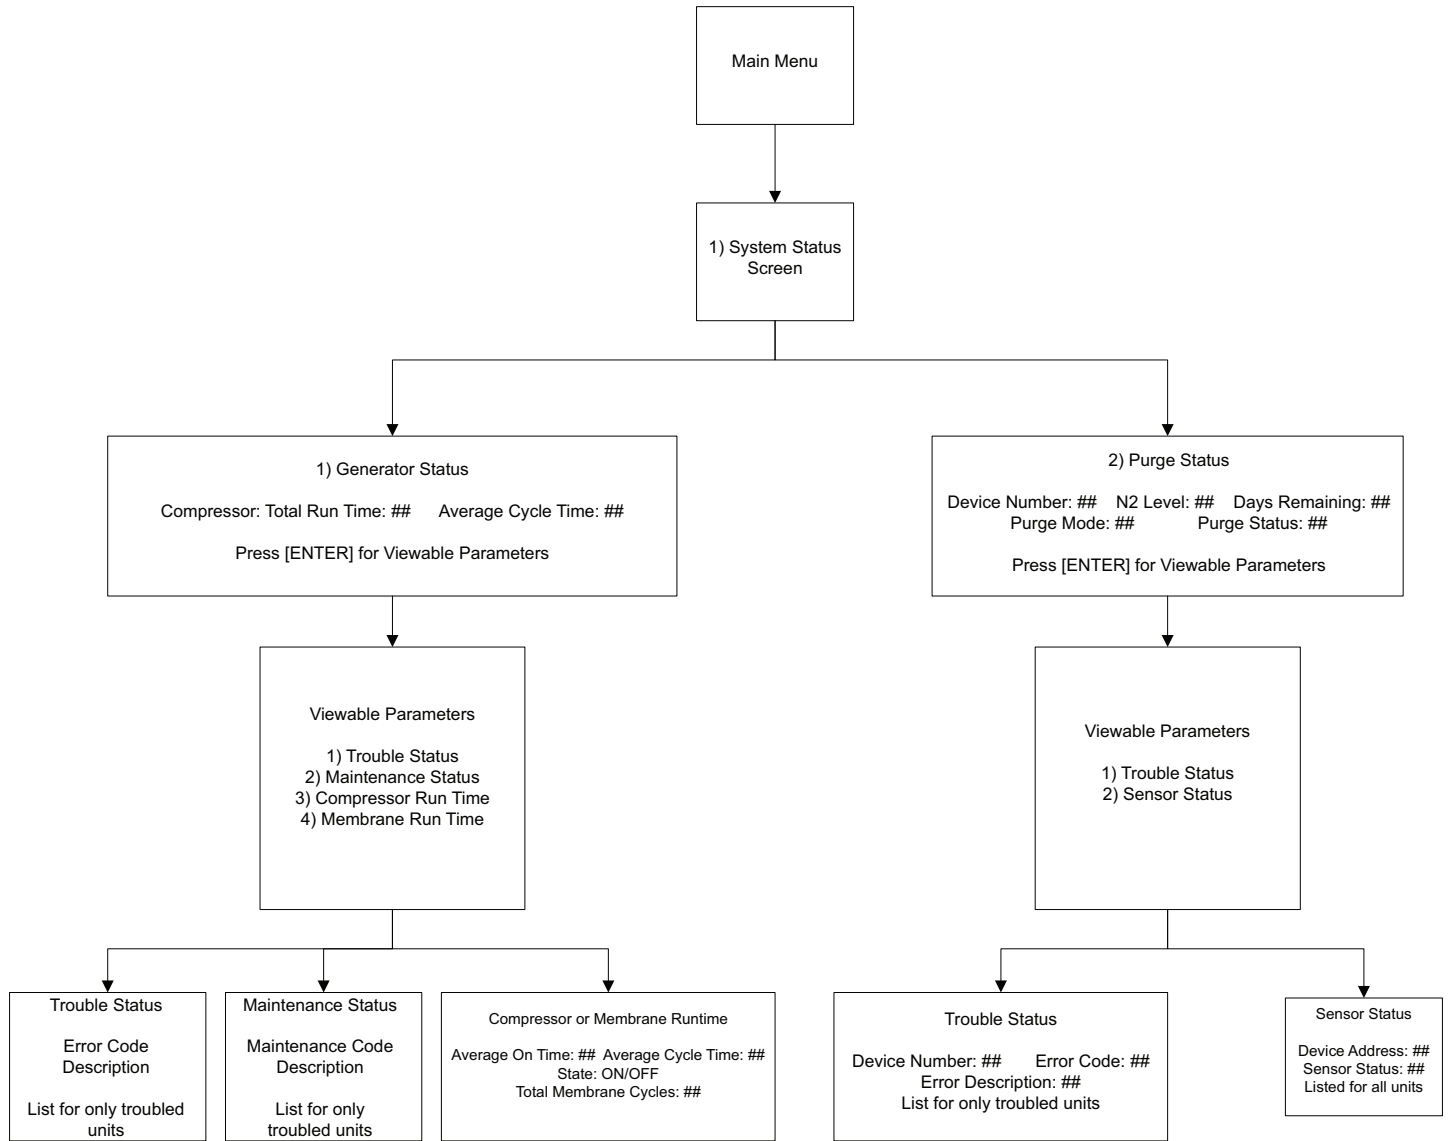 Main Menu
1) System Status
Screen
1) Generator Status
Compressor: Total Run Time: ## Average Cycle Time: ##
Press [ENTER] for Viewable Parameters
2) Purge Status
Device Number: ## N2 Level: ## Days Remaining: ##
Purge Mode: ## Purge Status: ##
Press [ENTER] for Viewable Parameters
Viewable Parameters
1) Trouble Status
2) Maintenance Status
3) Compressor Run Time
4) Membrane Run Time
Viewable Parameters
1) Trouble Status
2) Sensor Status
Trouble Status
Error Code
Description
List for only troubled
units
Maintenance Status
Maintenance Code
Description
List for only
troubled units
Compressor or Membrane Runtime
Average On Time: ## Average Cycle Time: ##
State: ON/OFF
Total Membrane Cycles: ##
Trouble Status
Device Number: ## Error Code: ##
Error Description: ##
List for only troubled units
Sensor Status
Device Address: ##
Sensor Status: ##
Listed for all units